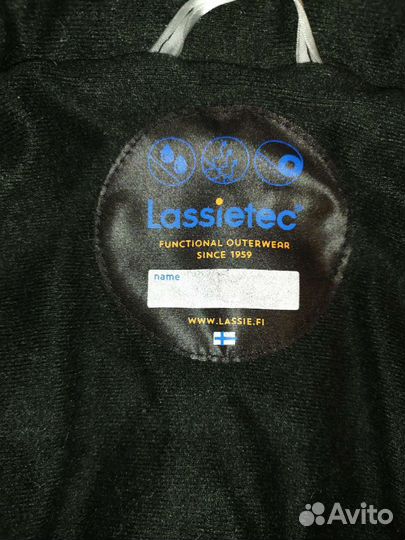 Lassietec®
FUNCTIONAL OUTERWEAR
SINCE 1959
name
WWW.LASSIE.FI
Avito